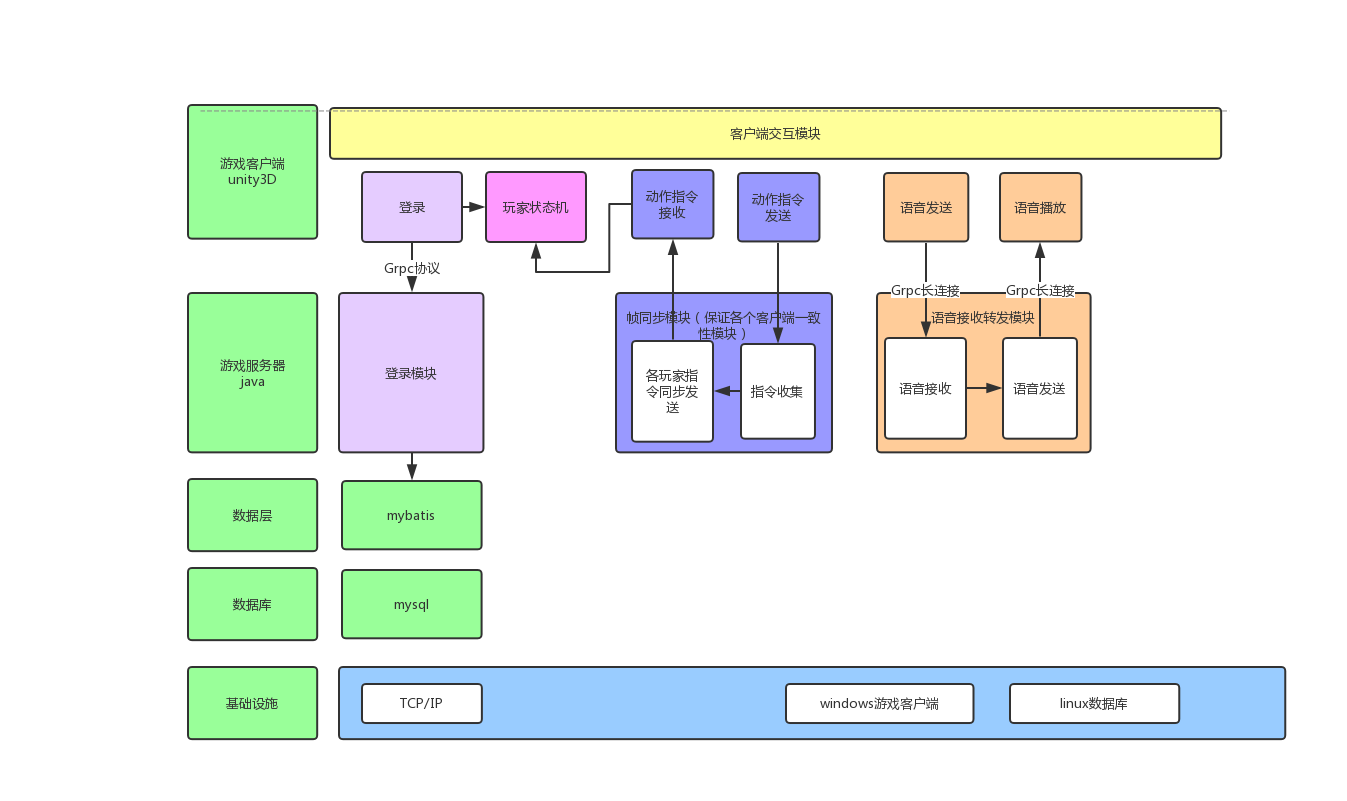 客户端交互模块
游戏客户端
unity3D
登录
玩家状态机
动作指令
接收
动作指令
发送
语音发送
语音播放
Grpc协议
Grpc长连接
Grpc长连接
游戏服务器
java
登录模块
帧同步模块（保证各个客户端一致
性模块）
各玩家指
令同步发
送
指令收集
语音接收转发模块
语音接收
语音发送
数据层
mybatis
数据库
mysql
基础设施
TCP/IP
windows游戏客户端
linux数据库